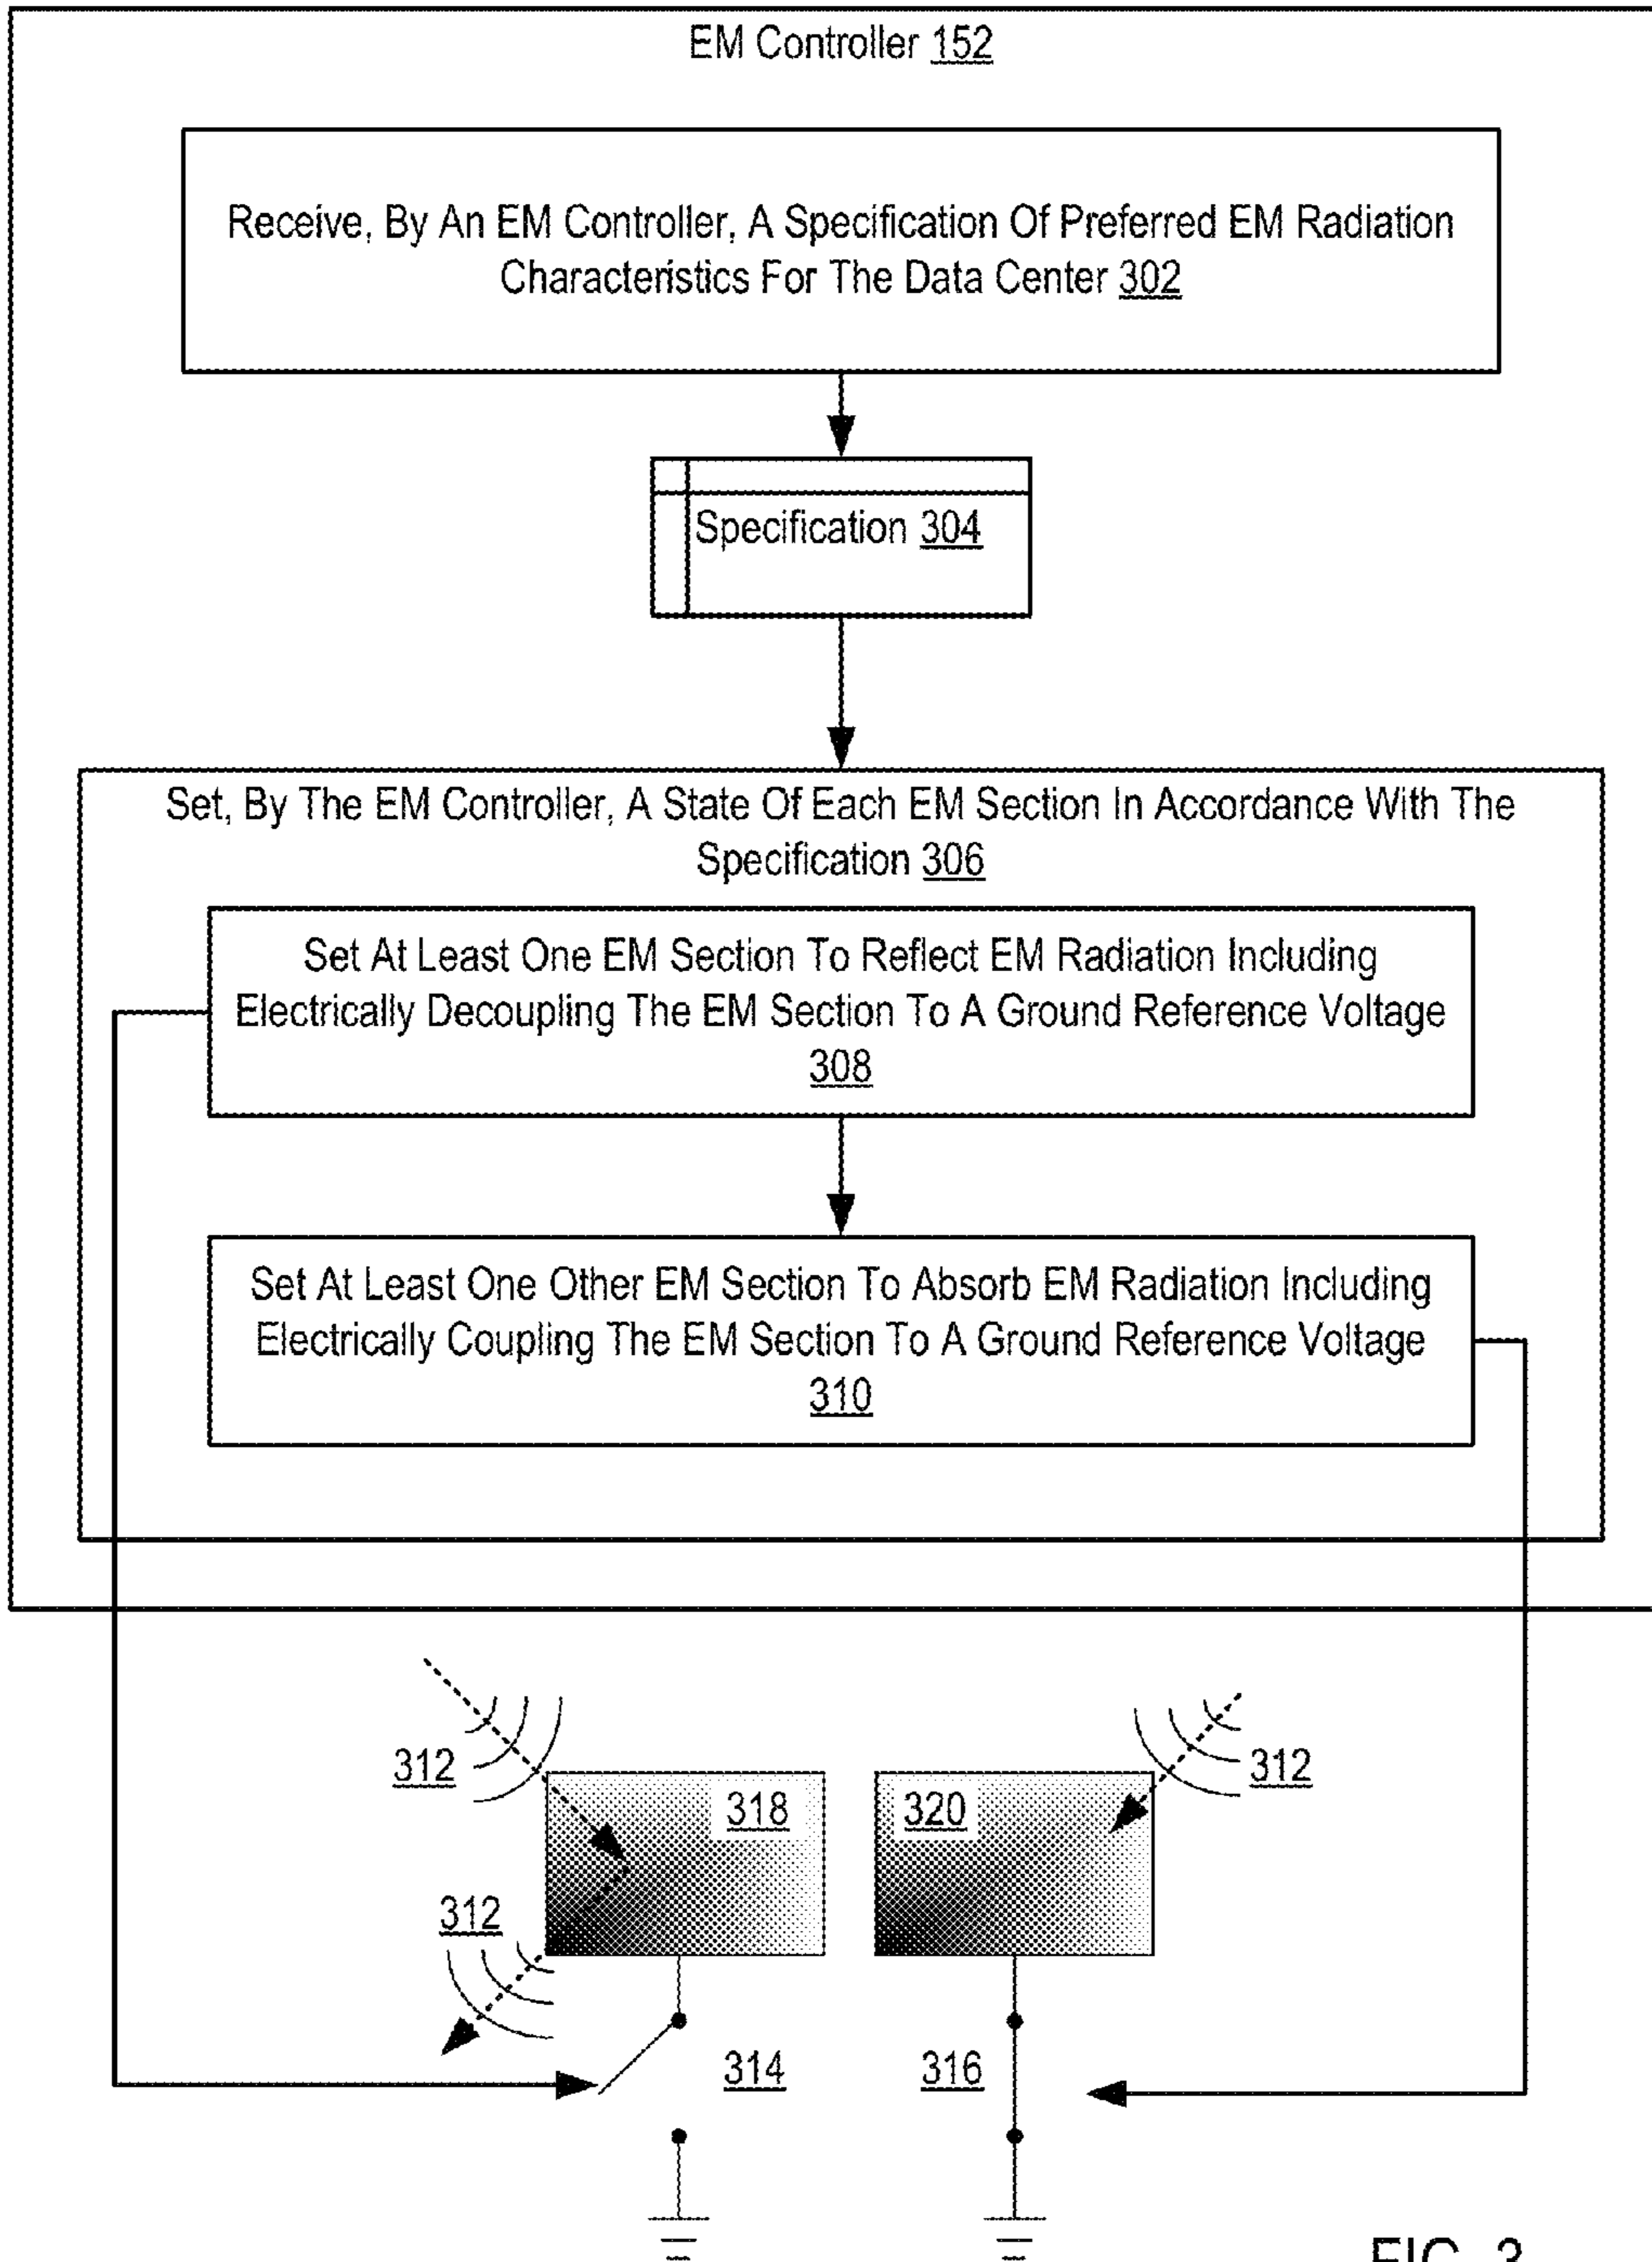 EM Controller 152
Receive, By An EM Controller, A Specification Of Preferred EM Radiation
Characteristics For The Data Center 302
Specification 304
Set, By The EM Controller, A State Of Each EM Section In Accordance With The
Specification 306
Set At Least One EM Section To Reflect EM Radiation Including
Electrically Decoupling The EM Section To A Ground Reference Voltage
308
Set At Least One Other EM Section To Absorb EM Radiation Including
Electrically Coupling The EM Section To A Ground Reference Voltage
310
312
312
318
320
312
314
316
FIG. 3